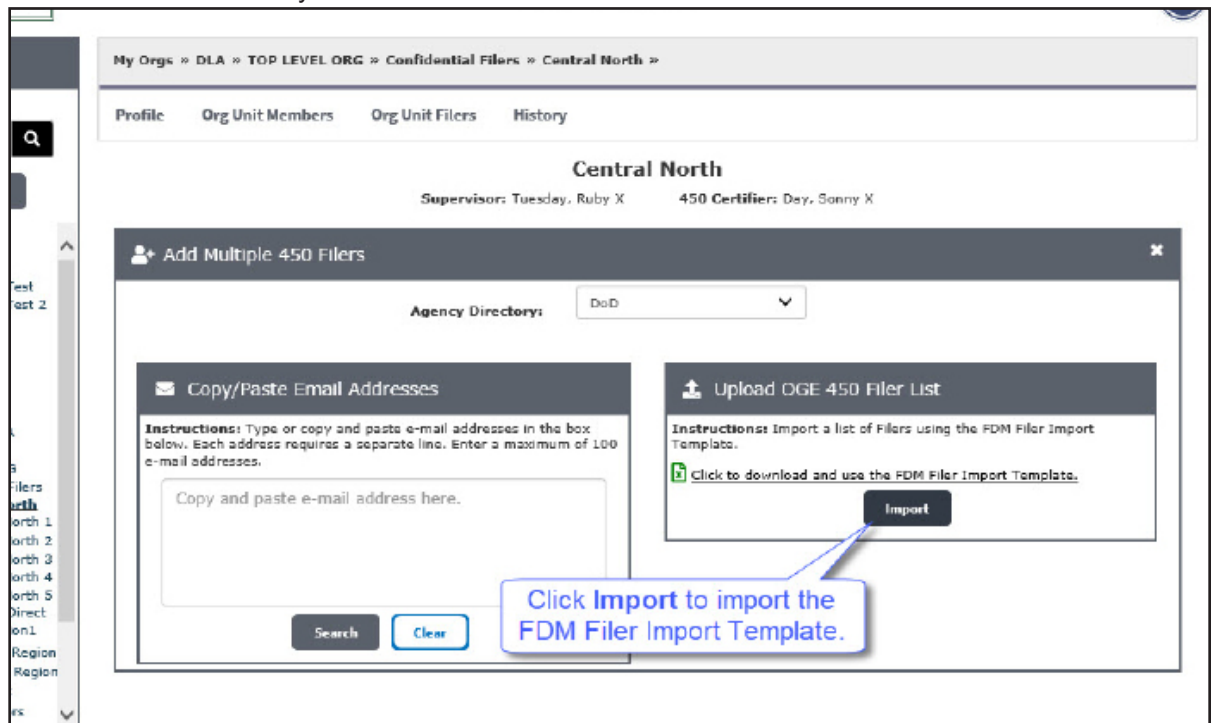 My Orgs » DLA » TOP LEVEL ORG » Confidential Filers » Central North »
Profile Org Unit Members Org Unit Filers History
Central North
Supervisor: Tuesday, Ruby X 450 Certifier: Day, Sonny X
Add Multiple 450 Filers
Agency Directory: DoD
Copy/Paste Email Addresses
Instructions: Type or copy and paste e-mail addresses in the box
below. Each address requires a separate line. Enter a maximum of 100
e-mail addresses.
Copy and paste e-mail address here.
Search Clear
Upload OGE 450 Filer List
Instructions: Import a list of Filers using the FDM Filer Import
Template.
Click to download and use the FDM Filer Import Template.
Import
Click Import to import the
FDM Filer Import Template.
est 2
ilers
orth
orth 1
orth 2
orth 3
orth 4
orth 5
Direct
on1
Region
Region
rs